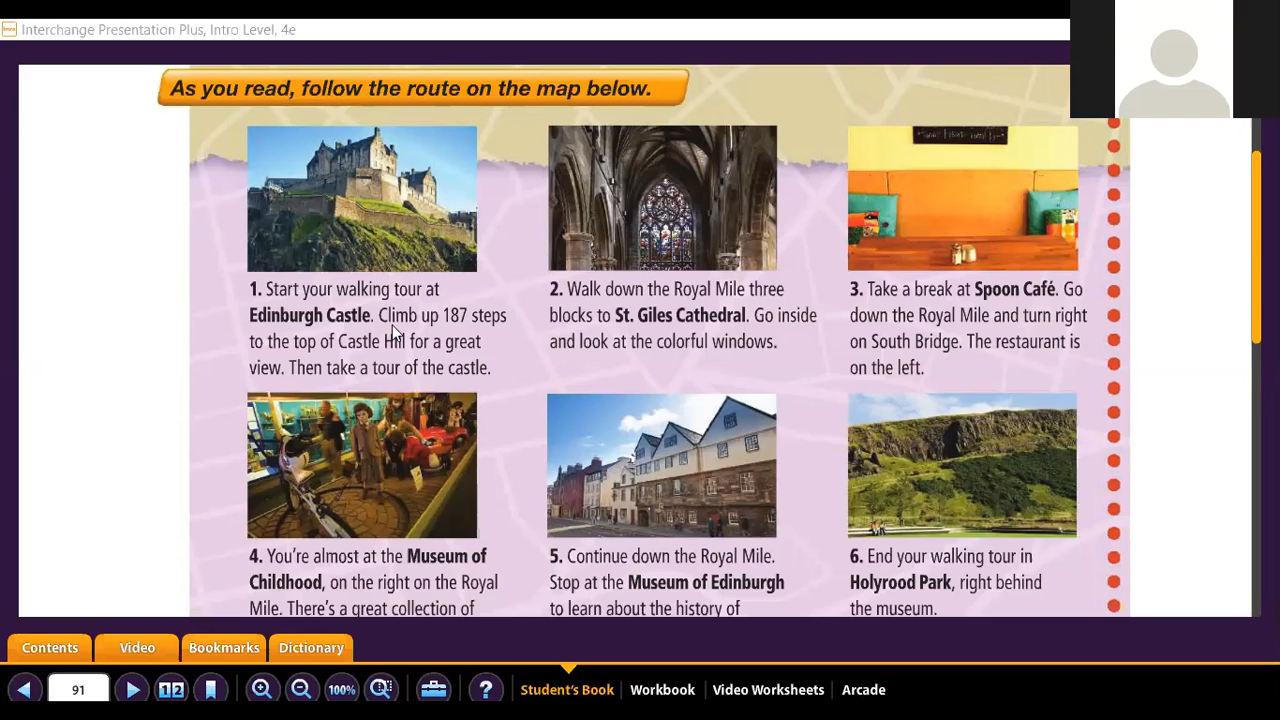 Interchange Presentation Plus, Intro Level, 4e
As you read, follow the route on the map below.
1. Start your walking tour at
Edinburgh Castle. Climb up 187 steps
to the top of Castle Hill for a great
view. Then take a tour of the castle.
2. Walk down the Royal Mile three
blocks to St. Giles Cathedral. Go inside
and look at the colorful windows.
3. Take a break at Spoon Café. Go
down the Royal Mile and turn right
on South Bridge. The restaurant is
on the left.
4. You're almost at the Museum of
Childhood, on the right on the Royal
Mile. There's a great collection of
5. Continue down the Royal Mile.
Stop at the Museum of Edinburgh
to learn about the history of
6. End your walking tour in
Holyrood Park, right behind
the museum.
Contents Video Bookmarks Dictionary
91 12 100% ? Student's Book Workbook Video Worksheets Arcade